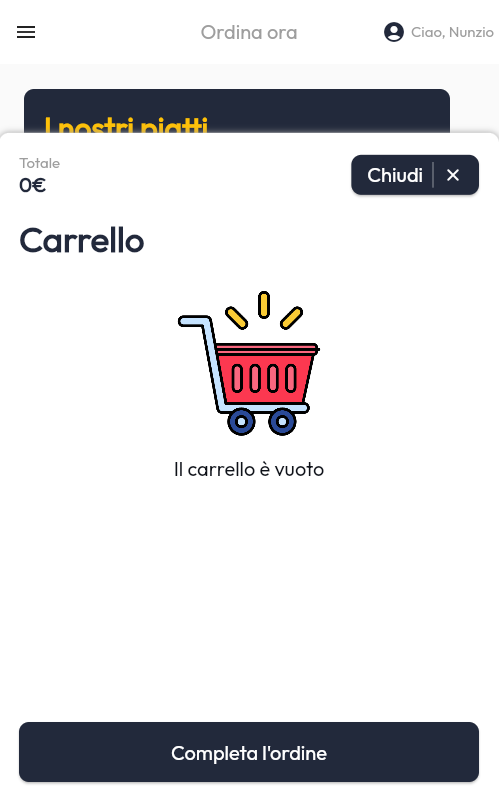 Ordina ora
Ciao, Nunzio
I nostri piatti
Totale
0€
Chiudi
Carrello
Il carrello è vuoto
Completa l'ordine